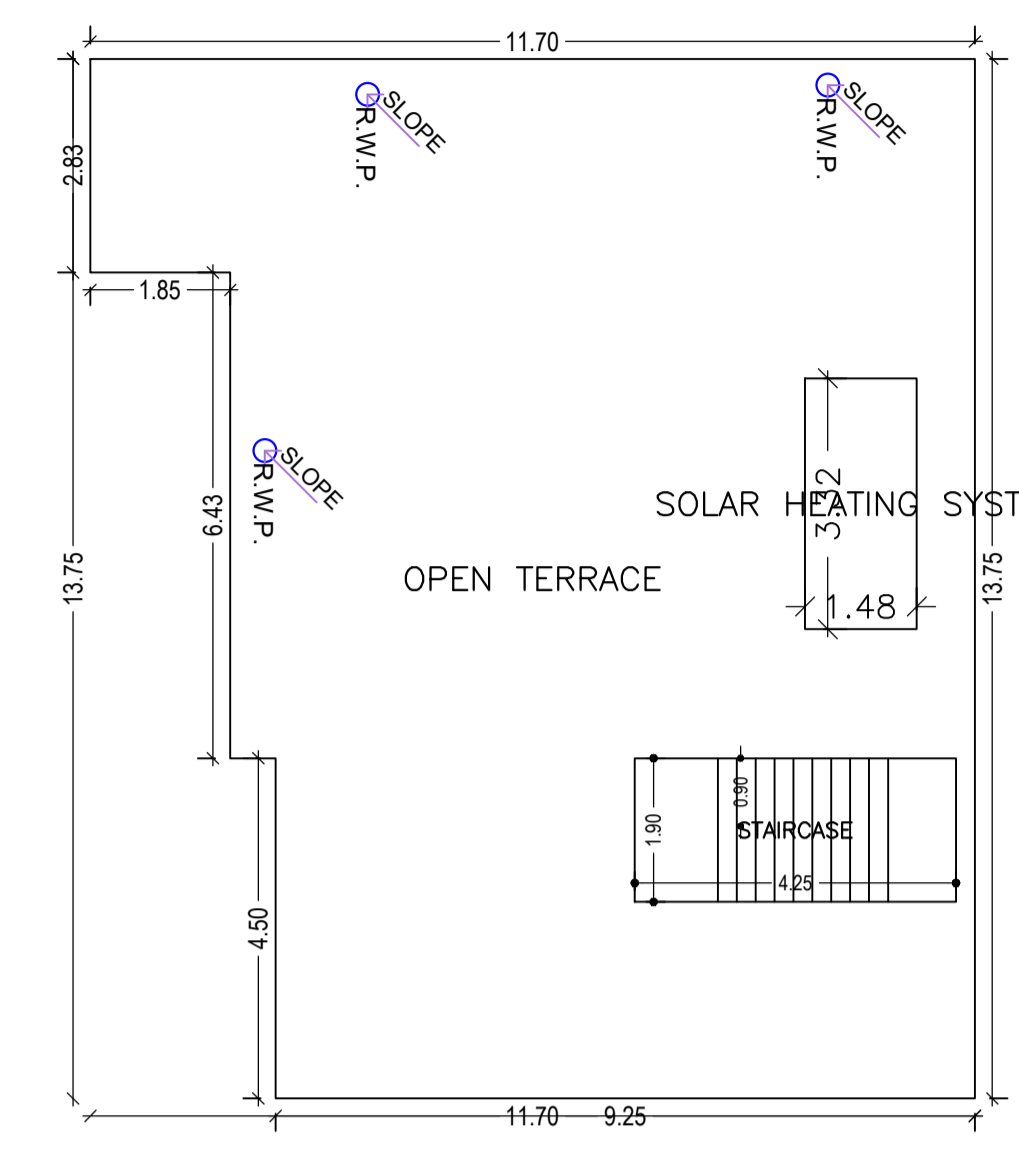 11.70
SLOPE
R.W.P.
SLOPE
R.W.P.
2.83
1.85
SLOPE
R.W.P.
6.43
3.32
SOLAR HEATING SYST
13.75
13.75
OPEN TERRACE
1.48
0.90
1.90
STAIRCASE
4.25
4.50
11.70
9.25